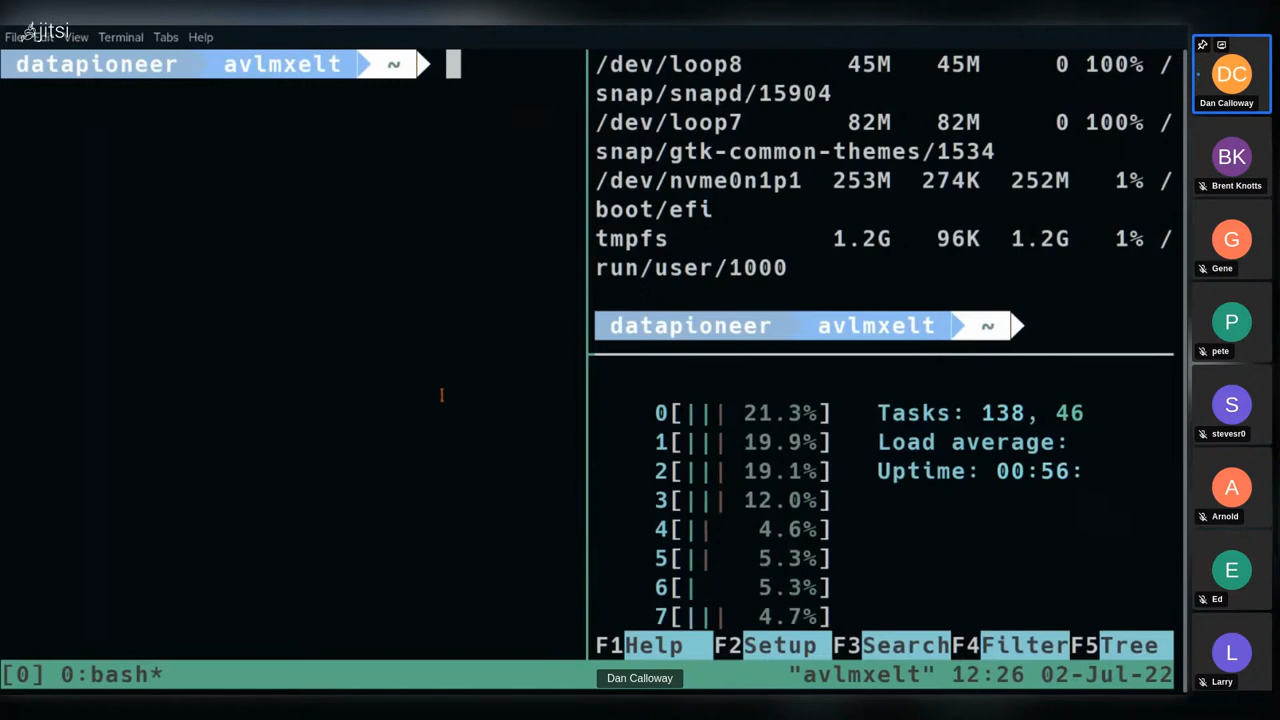 jitsi
File Edit View Terminal Tabs Help
datapioneer avlmxelt ~
/dev/loop8 45M 45M 0 100% /
snap/snapd/15904
/dev/loop7 82M 82M 0 100% /
snap/gtk-common-themes/1534
/dev/nvme0n1p1 253M 274K 252M 1% /
boot/efi
tmpfs 1.2G 96K 1.2G 1% /
run/user/1000
datapioneer avlmxelt ~
0[||| 21.3%] Tasks: 138, 46
1[||| 19.9%] Load average:
2[||| 19.1%] Uptime: 00:56:
3[||| 12.0%]
4[|| 4.6%]
5[|| 5.3%]
6[| 5.3%]
7[||| 4.7%]
F1Help F2Setup F3Search F4Filter F5Tree
[0] 0:bash* "avlmxelt" 12:26 02-Jul-22
Dan Calloway
DC
Dan Calloway
BK
Brent Knotts
G
Gene
P
pete
S
stevesr0
A
Arnold
E
Ed
L
Larry